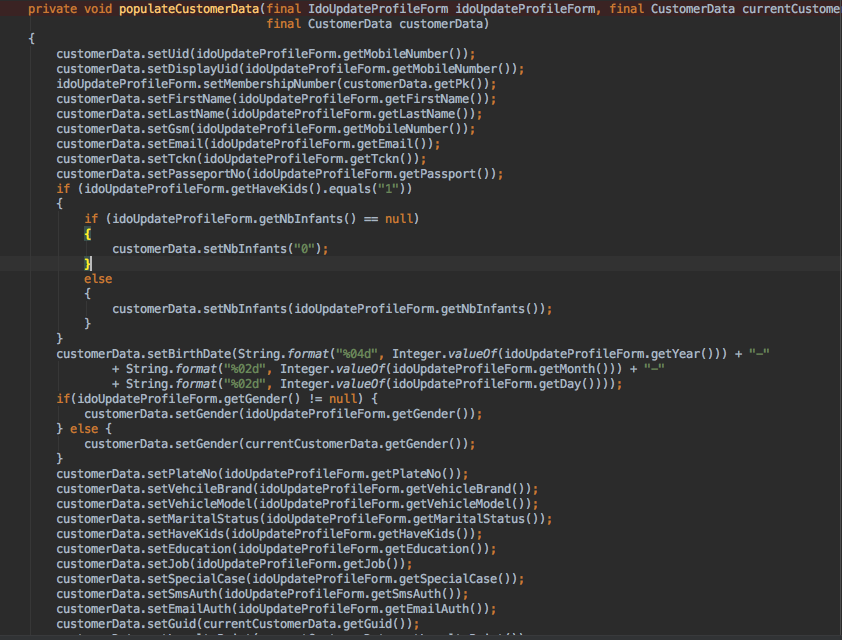 private void populateCustomerData(final IdoUpdateProfileForm idoUpdateProfileForm, final CustomerData currentCustome
final CustomerData customerData)
{
customerData.setUid(idoUpdateProfileForm.getMobileNumber());
customerData.setDisplayUid(idoUpdateProfileForm.getMobileNumber());
idoUpdateProfileForm.setMembershipNumber(customerData.getPk());
customerData.setFirstName(idoUpdateProfileForm.getFirstName());
customerData.setLastName(idoUpdateProfileForm.getLastName());
customerData.setGsm(idoUpdateProfileForm.getMobileNumber());
customerData.setEmail(idoUpdateProfileForm.getEmail());
customerData.setTckn(idoUpdateProfileForm.getTckn());
customerData.setPasseportNo(idoUpdateProfileForm.getPassport());
if (idoUpdateProfileForm.getHaveKids().equals("1"))
{
if (idoUpdateProfileForm.getNbInfants() == null)
{
customerData.setNbInfants("0");
}
else
{
customerData.setNbInfants(idoUpdateProfileForm.getNbInfants());
}
}
customerData.setBirthDate(String.format("%04d", Integer.valueOf(idoUpdateProfileForm.getYear())) + "-"
+ String.format("%02d", Integer.valueOf(idoUpdateProfileForm.getMonth())) + "-"
+ String.format("%02d", Integer.valueOf(idoUpdateProfileForm.getDay())));
if(idoUpdateProfileForm.getGender() != null) {
customerData.setGender(idoUpdateProfileForm.getGender());
} else {
customerData.setGender(currentCustomerData.getGender());
}
customerData.setPlateNo(idoUpdateProfileForm.getPlateNo());
customerData.setVehcileBrand(idoUpdateProfileForm.getVehicleBrand());
customerData.setVehicleModel(idoUpdateProfileForm.getVehicleModel());
customerData.setMaritalStatus(idoUpdateProfileForm.getMaritalStatus());
customerData.setHaveKids(idoUpdateProfileForm.getHaveKids());
customerData.setEducation(idoUpdateProfileForm.getEducation());
customerData.setJob(idoUpdateProfileForm.getJob());
customerData.setSpecialCase(idoUpdateProfileForm.getSpecialCase());
customerData.setSmsAuth(idoUpdateProfileForm.getSmsAuth());
customerData.setEmailAuth(idoUpdateProfileForm.getEmailAuth());
customerData.setGuid(currentCustomerData.getGuid());